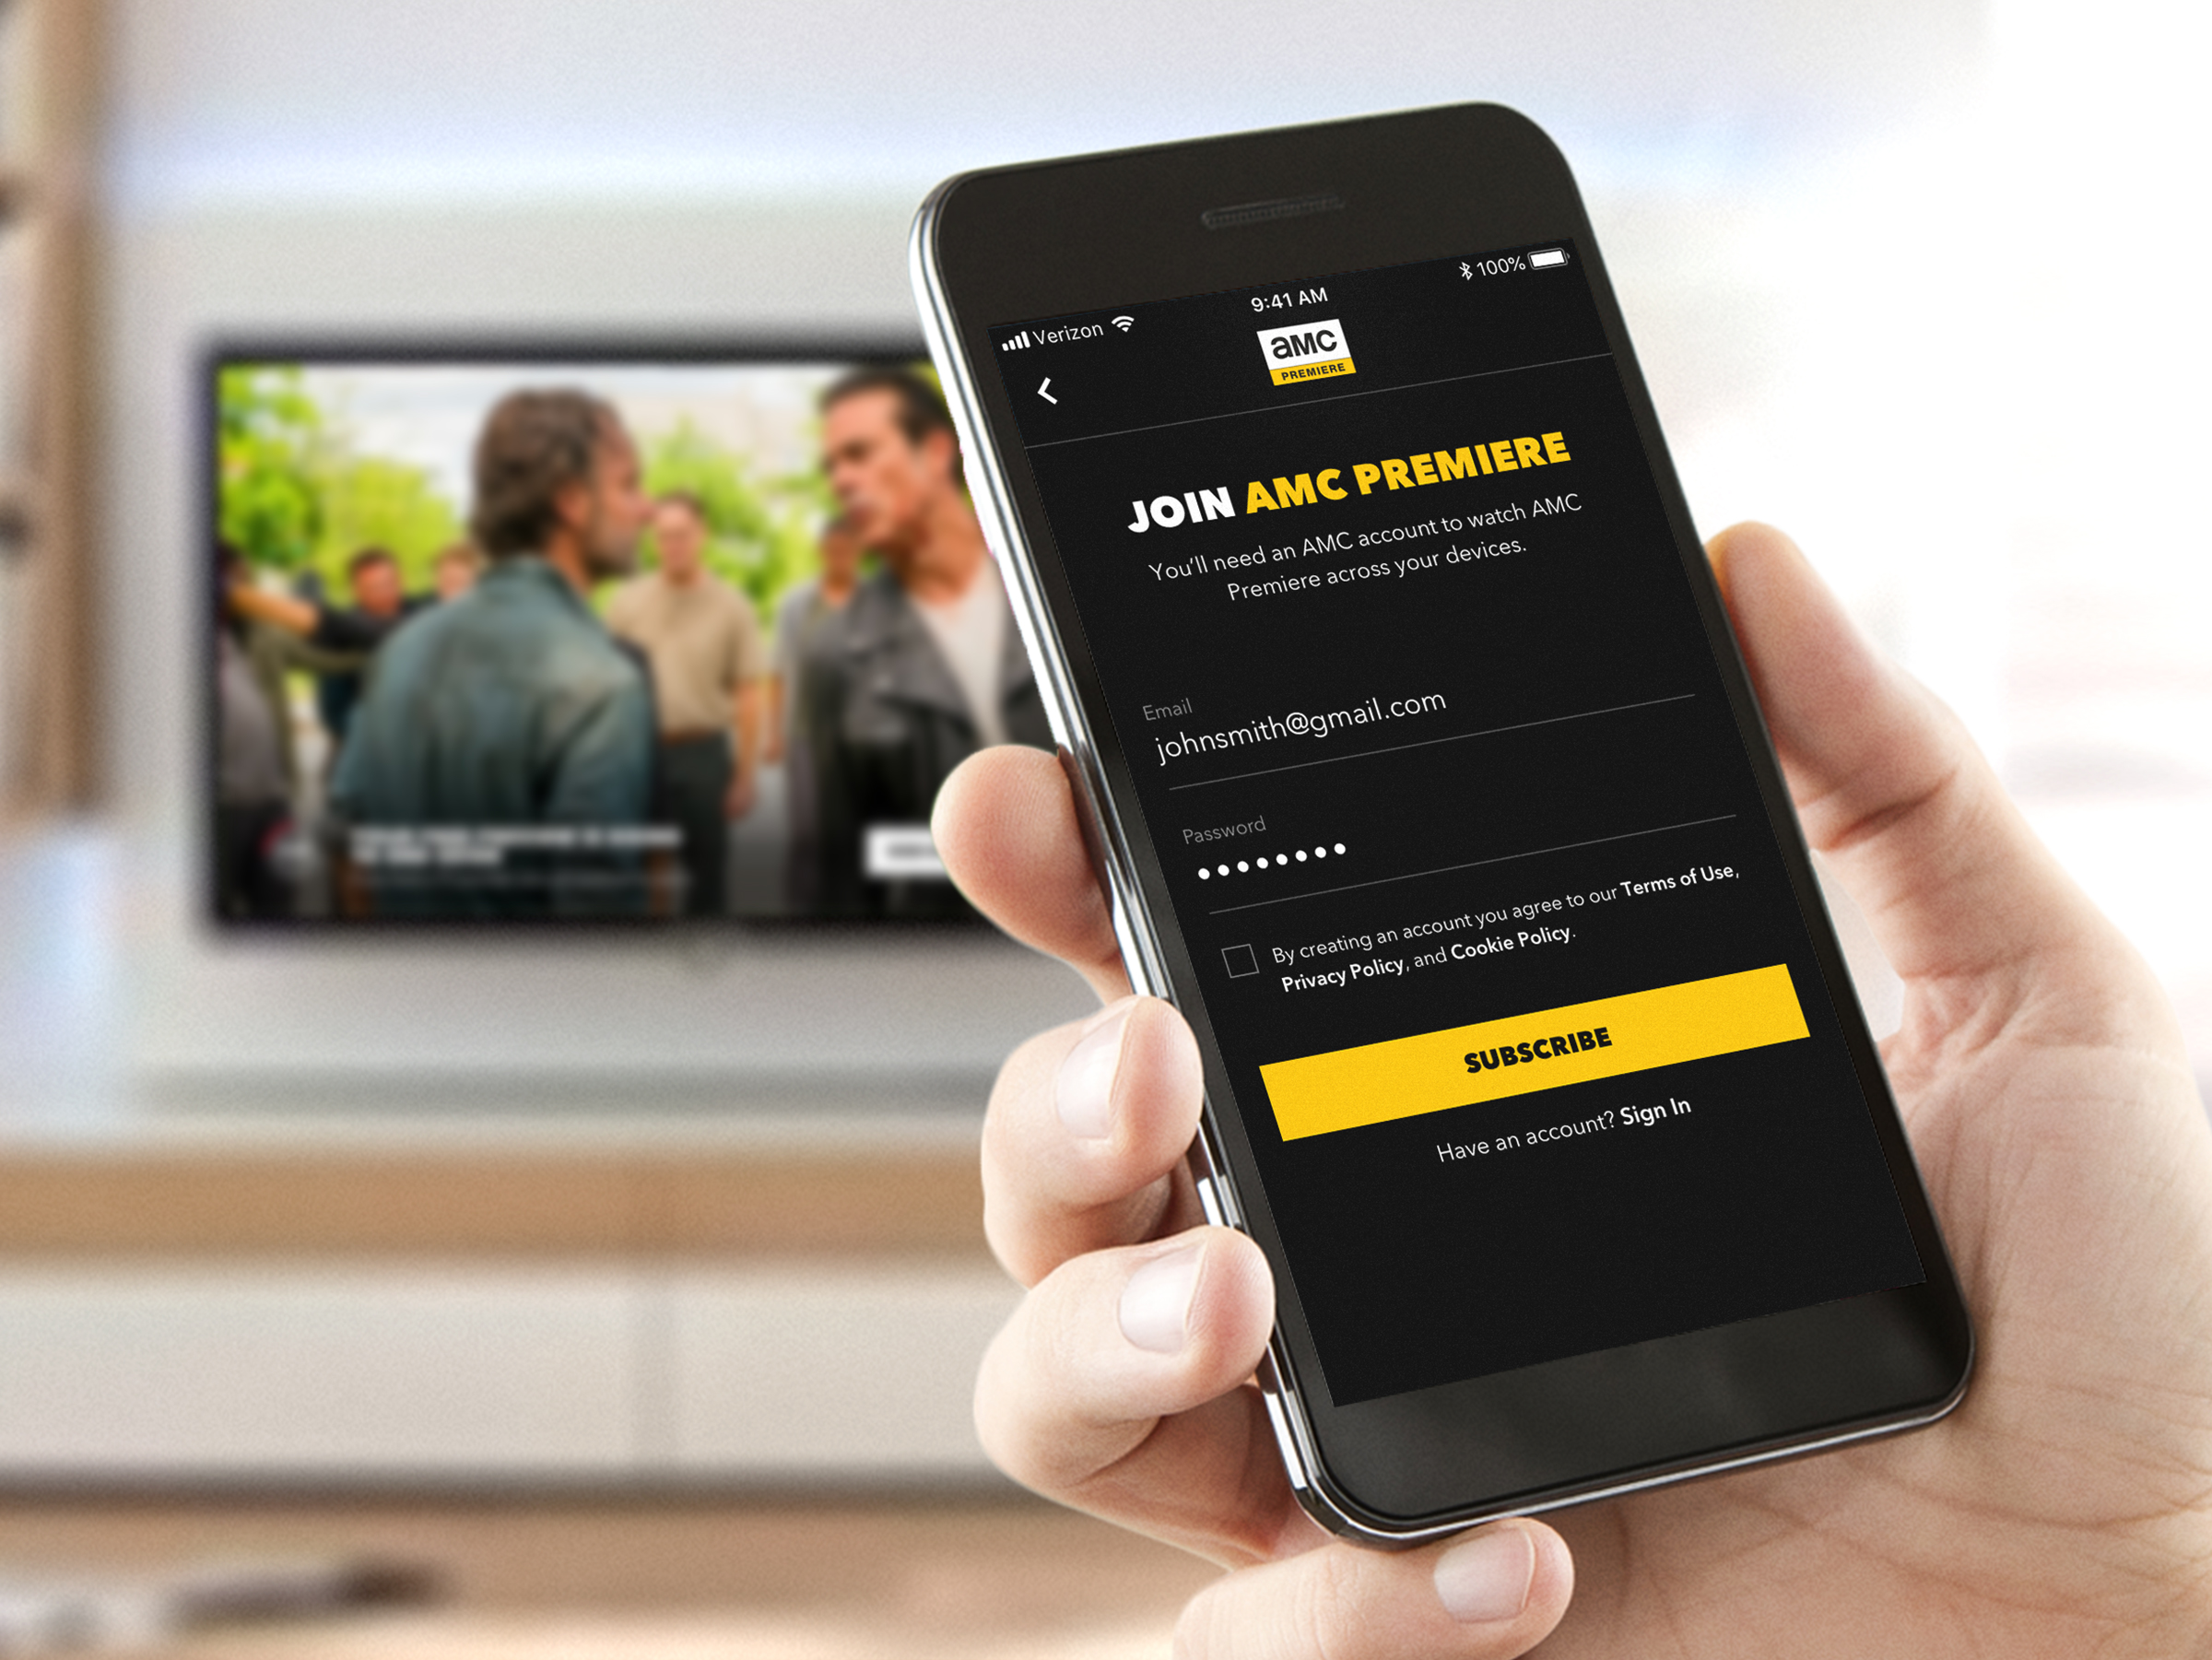 Verizon
9:41 AM
100%
aMC
PREMIERE
JOIN AMC PREMIERE
You'll need an AMC account to watch AMC
Premiere across your devices.
Email
johnsmith@gmail.com
Password
By creating an account you agree to our Terms of Use,
Privacy Policy, and Cookie Policy.
SUBSCRIBE
Have an account? Sign In